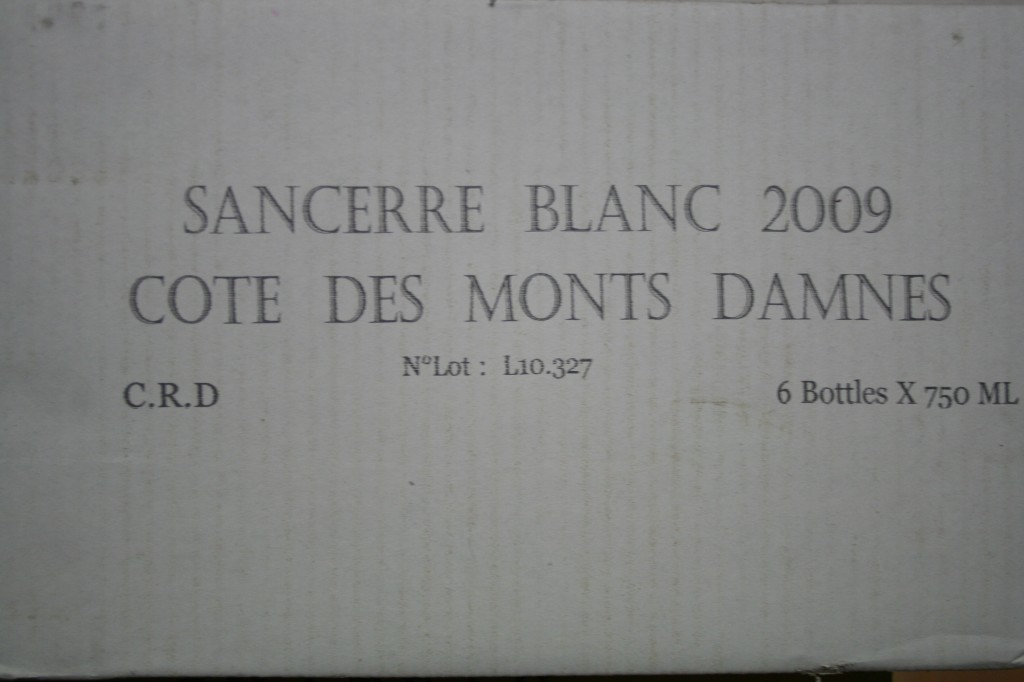 SANCERRE BLANC 2009
COTE DES MONTS DAMNES
N°Lot : L10.327
C.R.D 6 Bottles X 750 ML